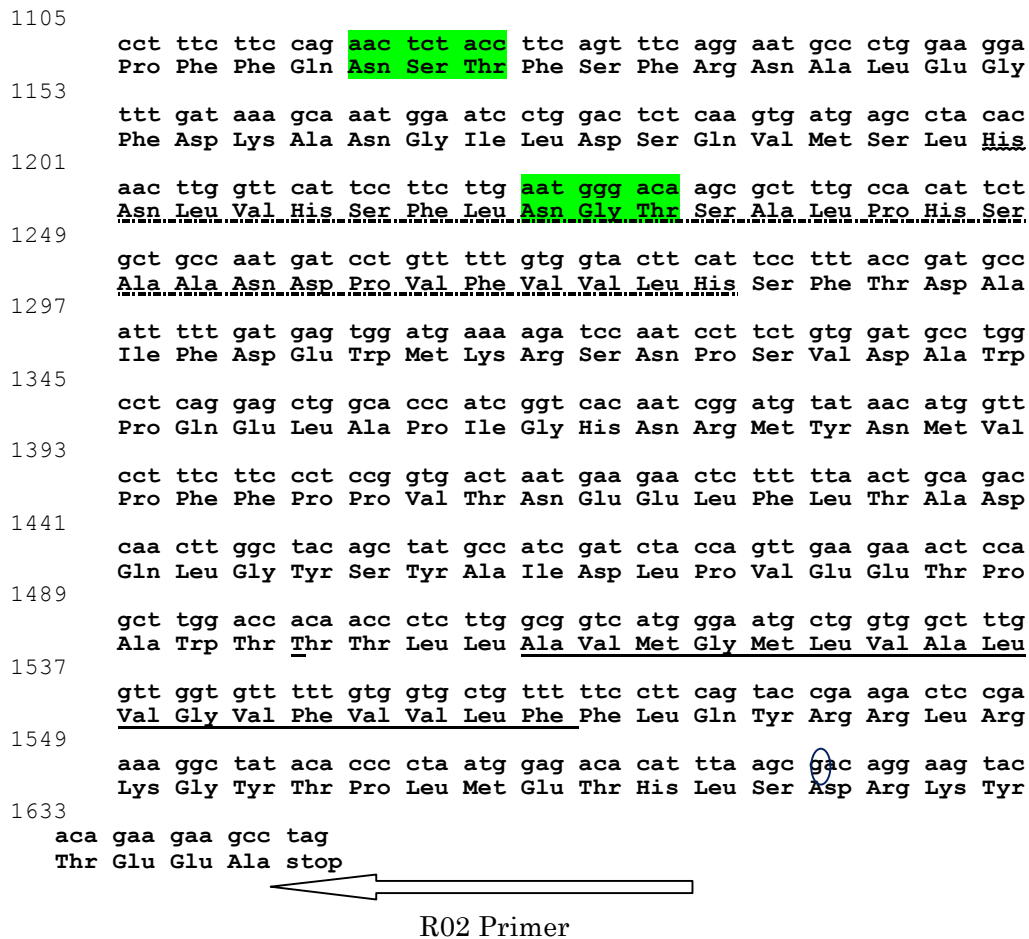 1105
cct ttc ttc cag aac tct acc ttc agt ttc agg aat gcc ctg gaa gga
Pro Phe Phe Gln Asn Ser Thr Phe Ser Phe Arg Asn Ala Leu Glu Gly
1153
ttt gat aaa gca aat gga atc ctg gac tct caa gtg atg agc cta cac
Phe Asp Lys Ala Asn Gly Ile Leu Asp Ser Gln Val Met Ser Leu His
1201
aac ttg gtt cat tcc ttc ttg aat ggg aca agc gct ttg cca cat tct
Asn Leu Val His Ser Phe Leu Asn Gly Thr Ser Ala Leu Pro His Ser
1249
gct gcc aat gat cct gtt ttt gtg gta ctt cat tcc ttt acc gat gcc
Ala Ala Asn Asp Pro Val Phe Val Val Leu His Ser Phe Thr Asp Ala
1297
att ttt gat gag tgg atg aaa aga tcc aat cct tct gtg gat gcc tgg
Ile Phe Asp Glu Trp Met Lys Arg Ser Asn Pro Ser Val Asp Ala Trp
1345
cct cag gag ctg gca ccc atc ggt cac aat cgg atg tat aac atg gtt
Pro Gln Glu Leu Ala Pro Ile Gly His Asn Arg Met Tyr Asn Met Val
1393
cct ttc ttc cct ccg gtg act aat gaa gaa ctc ttt tta act gca gac
Pro Phe Phe Pro Pro Val Thr Asn Glu Glu Leu Phe Leu Thr Ala Asp
1441
caa ctt ggc tac agc tat gcc atc gat cta cca gtt gaa gaa act cca
Gln Leu Gly Tyr Ser Tyr Ala Ile Asp Leu Pro Val Glu Glu Thr Pro
1489
gct tgg acc aca acc ctc ttg gcg gtc atg gga atg ctg gtg gct ttg
Ala Trp Thr Thr Thr Leu Leu Ala Val Met Gly Met Leu Val Ala Leu
1537
gtt ggt gtt ttt gtg gtg ctg ttt ttc ctt cag tac cga aga ctc cga
Val Gly Val Phe Val Val Leu Phe Phe Leu Gln Tyr Arg Arg Leu Arg
1549
aaa ggc tat aca ccc cta atg gag aca cat tta agc gac agg aag tac
Lys Gly Tyr Thr Pro Leu Met Glu Thr His Leu Ser Asp Arg Lys Tyr
1633
aca gaa gaa gcc tag
Thr Glu Glu Ala stop
R02 Primer